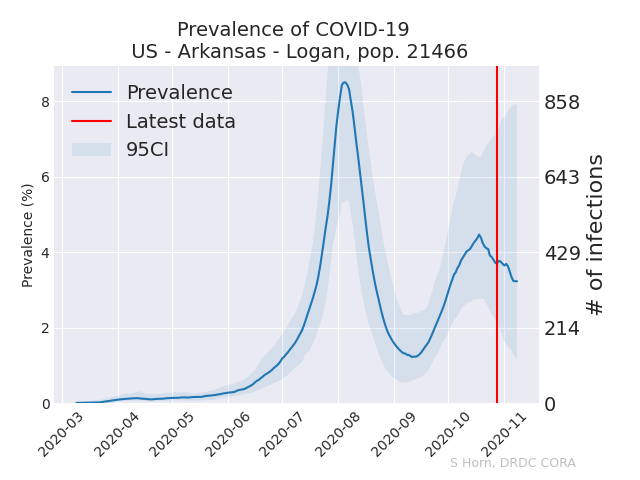 Prevalence of COVID-19
US - Arkansas - Logan, pop. 21466
Prevalence
Latest data
95CI
Prevalence (%)
8
6
4
2
0
858
643
429
214
0
# of infections
2020-03
2020-04
2020-05
2020-06
2020-07
2020-08
2020-09
2020-10
2020-11
S Horn, DRDC CORA